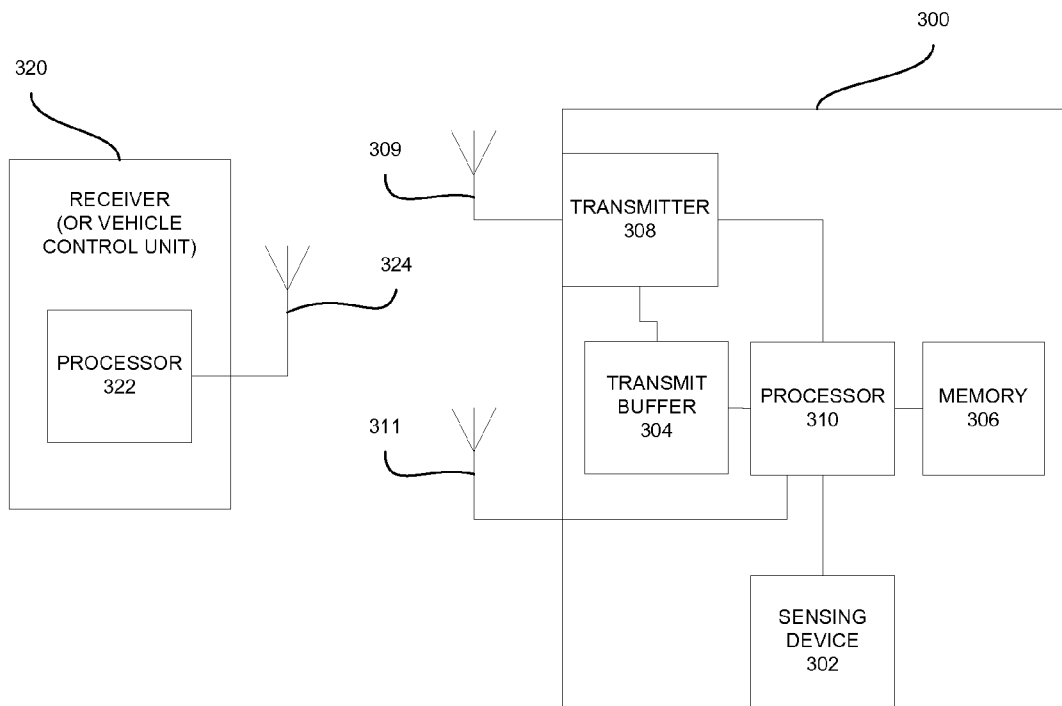 300
320
309
RECEIVER
(OR VEHICLE
CONTROL UNIT)
TRANSMITTER
308
324
PROCESSOR
322
TRANSMIT
BUFFER
304
PROCESSOR
310
MEMORY
306
311
SENSING
DEVICE
302